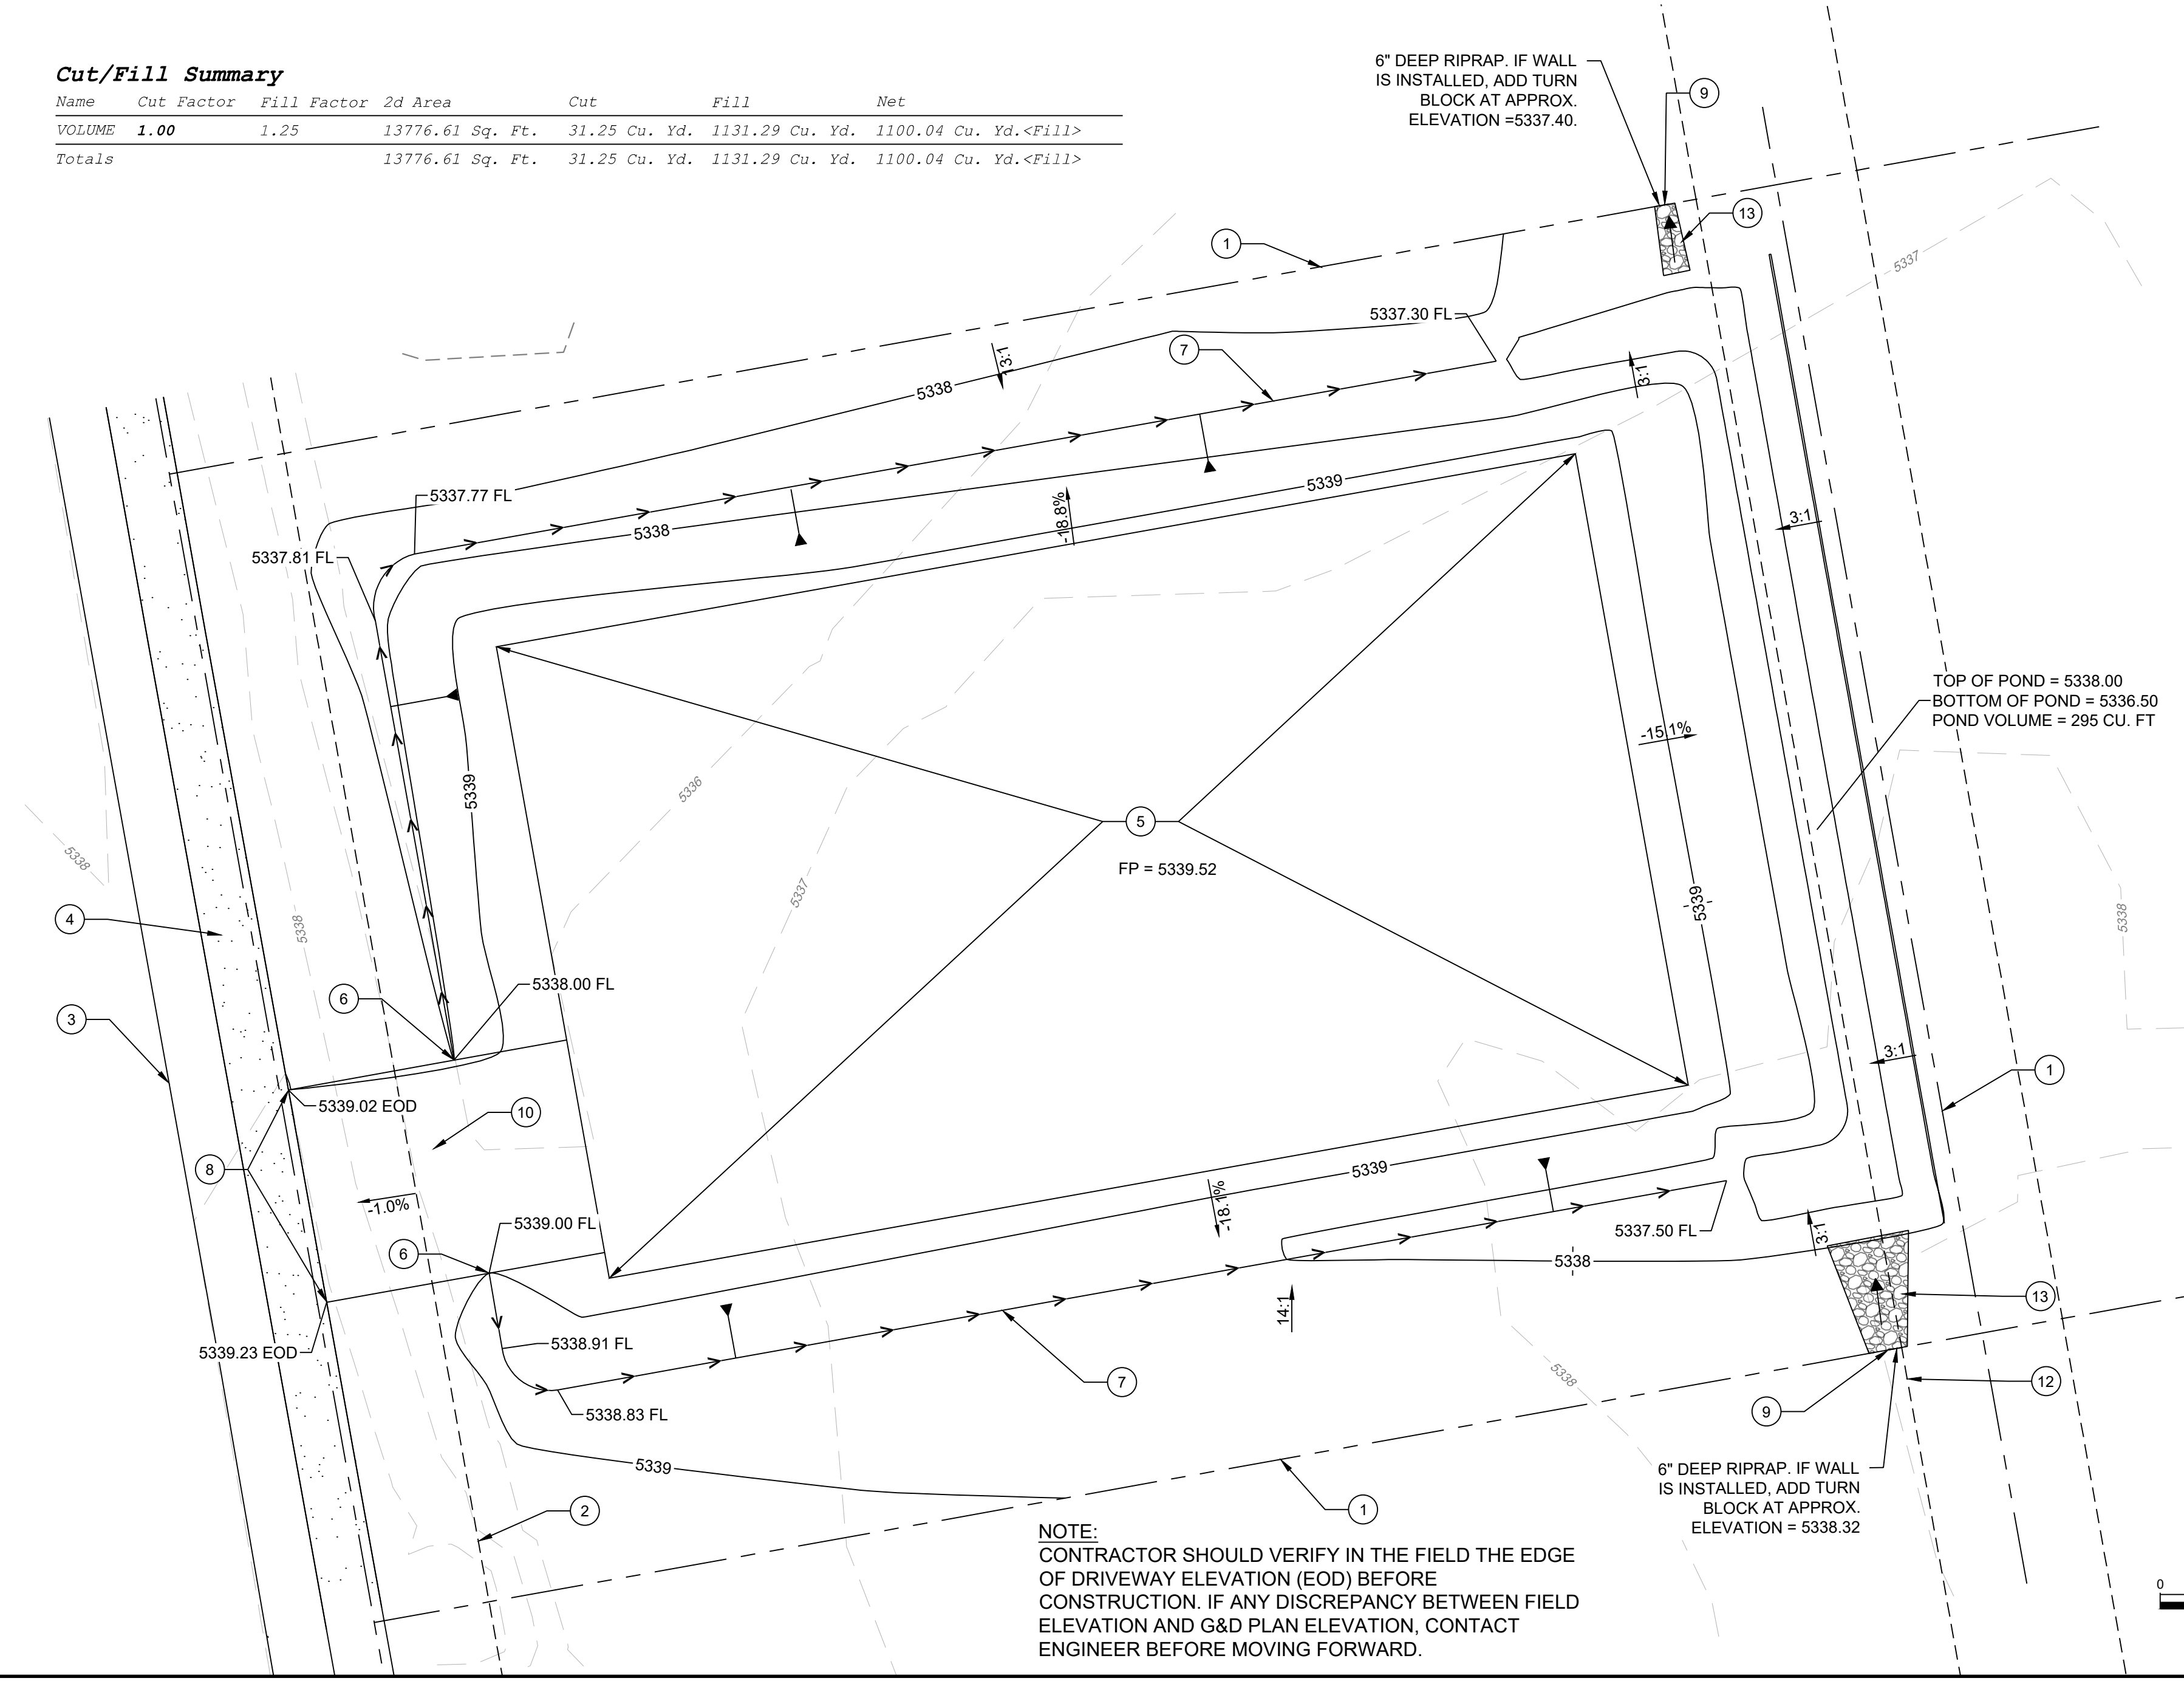 Cut/Fill Summary
Name Cut Factor Fill Factor 2d Area Cut Fill Net
VOLUME 1.00 1.25 13776.61 Sq. Ft. 31.25 Cu. Yd. 1131.29 Cu. Yd. 1100.04 Cu. Yd.<Fill>
Totals 13776.61 Sq. Ft. 31.25 Cu. Yd. 1131.29 Cu. Yd. 1100.04 Cu. Yd.<Fill>
6" DEEP RIPRAP. IF WALL
IS INSTALLED, ADD TURN
BLOCK AT APPROX.
ELEVATION =5337.40.
9
13
1
5337
5337.30 FL
7
13:1
5338
3:1
5339
5337.77 FL
-18.8%
5338
3:1
5337.81 FL
TOP OF POND = 5338.00
BOTTOM OF POND = 5336.50
POND VOLUME = 295 CU. FT
-15.1%
5339
5336
5
5338
FP = 5339.52
5337
5339
4
5338
5338
5338.00 FL
6
3
3:1
1
5339.02 EOD
10
8
5339
-1.0%
-18.1%
5339.00 FL
5337.50 FL
3:1
6
5338
13
14:1
5338.91 FL
5339.23 EOD
7
5338
12
5338.83 FL
9
5339
6" DEEP RIPRAP. IF WALL
IS INSTALLED, ADD TURN
BLOCK AT APPROX.
ELEVATION = 5338.32
2
1
NOTE:
CONTRACTOR SHOULD VERIFY IN THE FIELD THE EDGE
OF DRIVEWAY ELEVATION (EOD) BEFORE
CONSTRUCTION. IF ANY DISCREPANCY BETWEEN FIELD
ELEVATION AND G&D PLAN ELEVATION, CONTACT
ENGINEER BEFORE MOVING FORWARD.
0